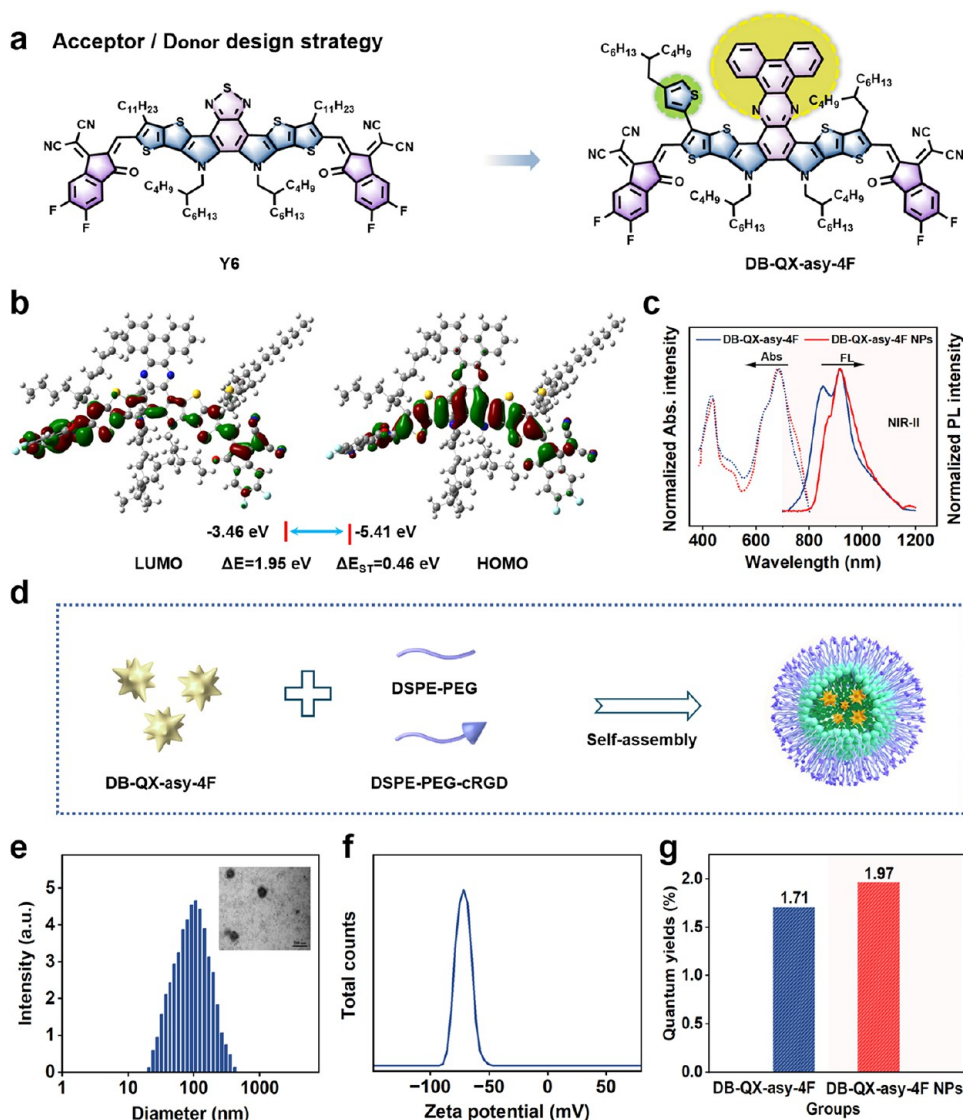 a Acceptor / Donor design strategy
C11H23
N
S
N
C11H23
CN
NC
S
S
S
S
NC
CN
O
N
N
O
C4H9
C6H13
C4H9
C6H13
F
F
F
F
Y6
C6H13
C4H9
S
N
N
C4H9
C6H13
CN
NC
S
S
S
S
NC
CN
O
N
N
O
C4H9
C6H13
C4H9
C6H13
F
F
F
F
DB-QX-asy-4F
b
-3.46 eV
-5.41 eV
LUMO
ΔE=1.95 eV
ΔEST=0.46 eV
HOMO
c
Normalized Abs. intensity
DB-QX-asy-4F
DB-QX-asy-4F NPs
Abs
FL
NIR-II
Normalized PL intensity
400 600 800 1000 1200
Wavelength (nm)
d
DB-QX-asy-4F
DSPE-PEG
DSPE-PEG-cRGD
Self-assembly
e
Intensity (a.u.)
5
4
3
2
1
0
1 10 100 1000
Diameter (nm)
f
Total counts
−100 −50 0 50
Zeta potential (mV)
g
Quantum yields (%)
2.0
1.5
1.0
0.5
0.0
1.71
1.97
DB-QX-asy-4F DB-QX-asy-4F NPs
Groups